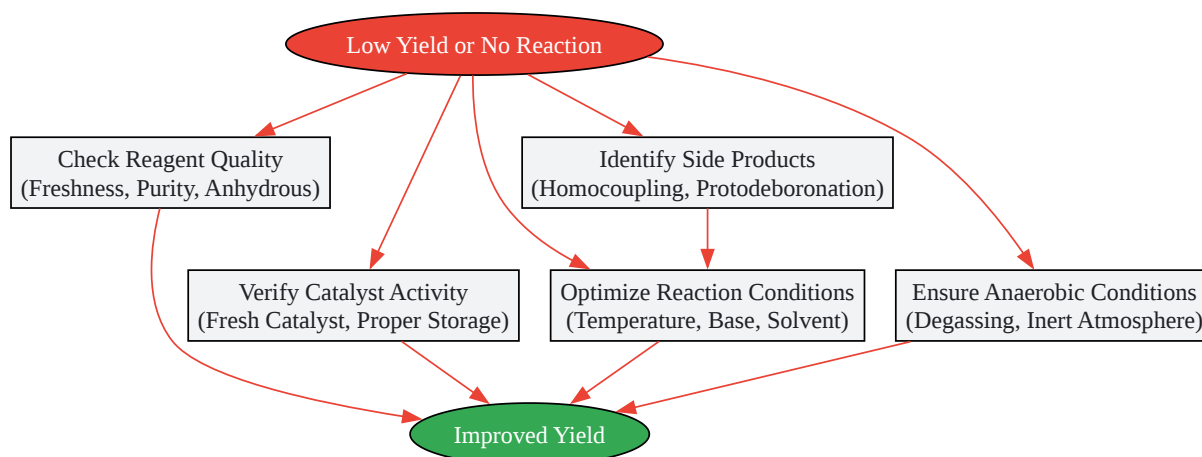 Low Yield or No Reaction
Check Reagent Quality
(Freshness, Purity, Anhydrous)
Identify Side Products
(Homocoupling, Protodeboronation)
Verify Catalyst Activity
(Fresh Catalyst, Proper Storage)
Optimize Reaction Conditions
(Temperature, Base, Solvent)
Ensure Anaerobic Conditions
(Degassing, Inert Atmosphere)
Improved Yield